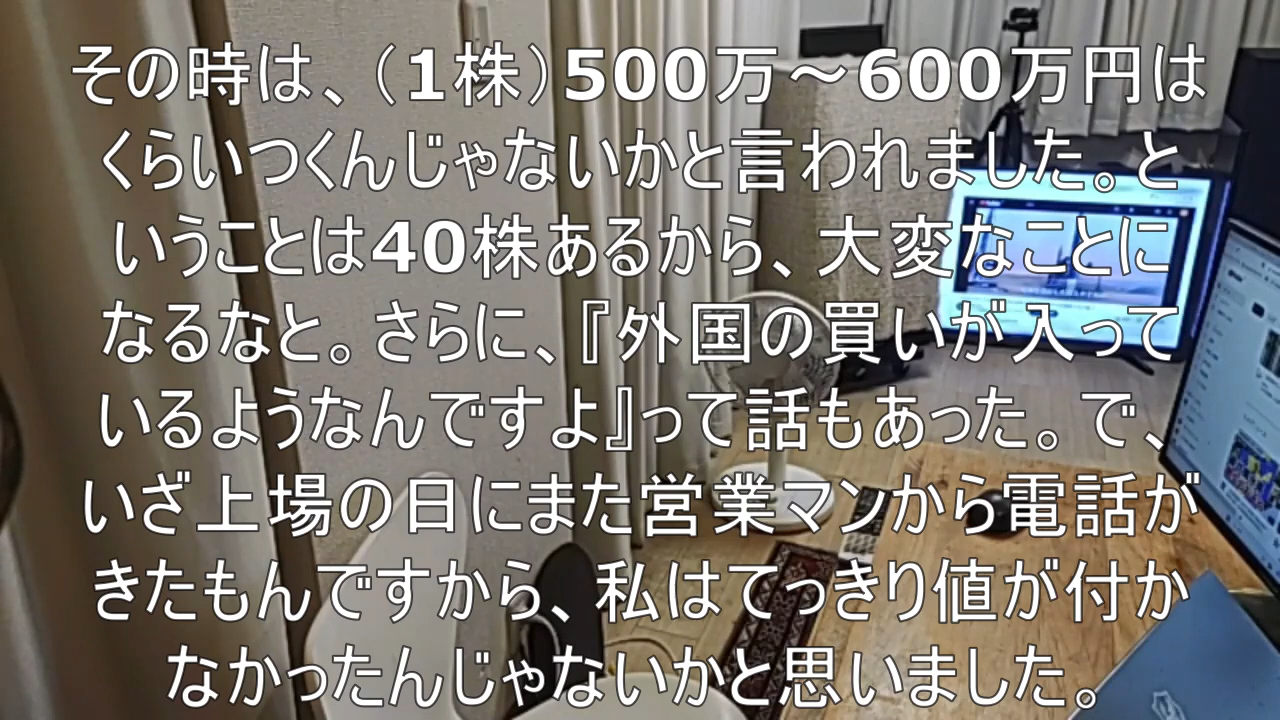 その時は、（1株）500万～600万円は
くらいつくんじゃないかと言われました。と
いうことは40株あるから、大変なことに
なるなと。さらに、『外国の買いが入って
いるようなんですよ』って話もあった。で、
いざ上場の日にまた営業マンから電話が
きたもんですから、私はてっきり値が付か
なかったんじゃないかと思いました。